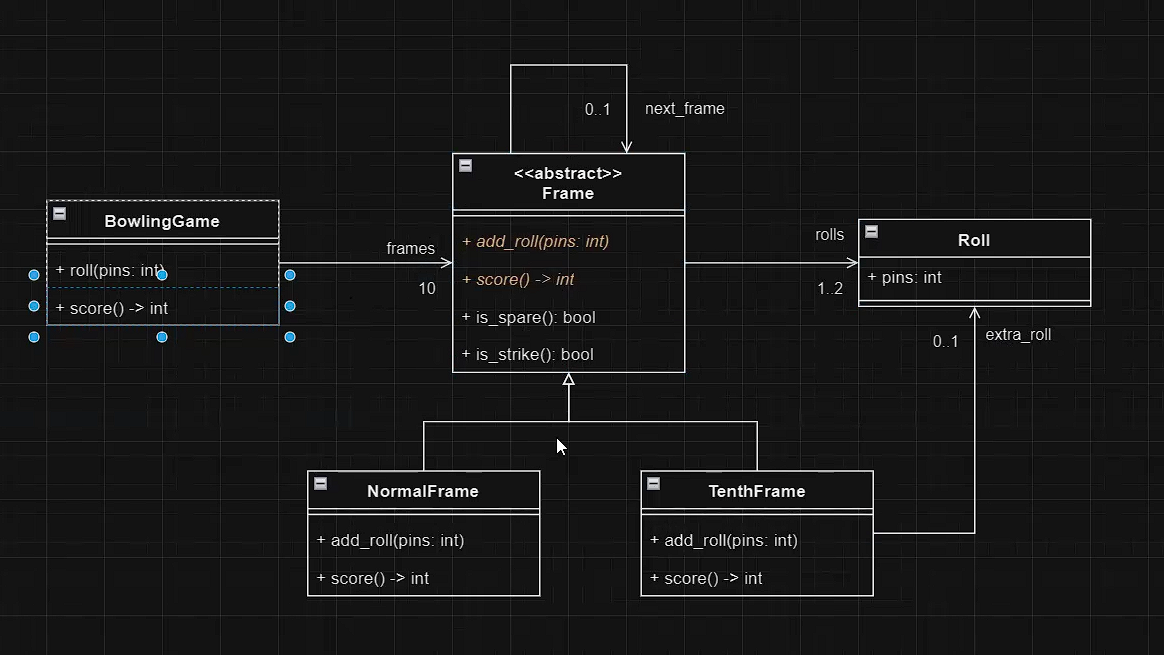 0..1
next_frame
<<abstract>>
Frame
+ add_roll(pins: int)
+ score() -> int
+ is_spare(): bool
+ is_strike(): bool
BowlingGame
+ roll(pins: int)
+ score() -> int
frames
10
rolls
1..2
Roll
+ pins: int
0..1
extra_roll
NormalFrame
+ add_roll(pins: int)
+ score() -> int
TenthFrame
+ add_roll(pins: int)
+ score() -> int